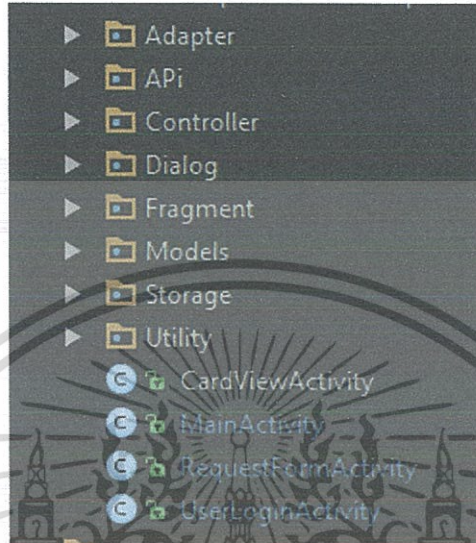 Adapter
APi
Controller
Dialog
Fragment
Models
Storage
Utility
CardViewActivity
MainActivity
RequestFormActivity
UserLoginActivity